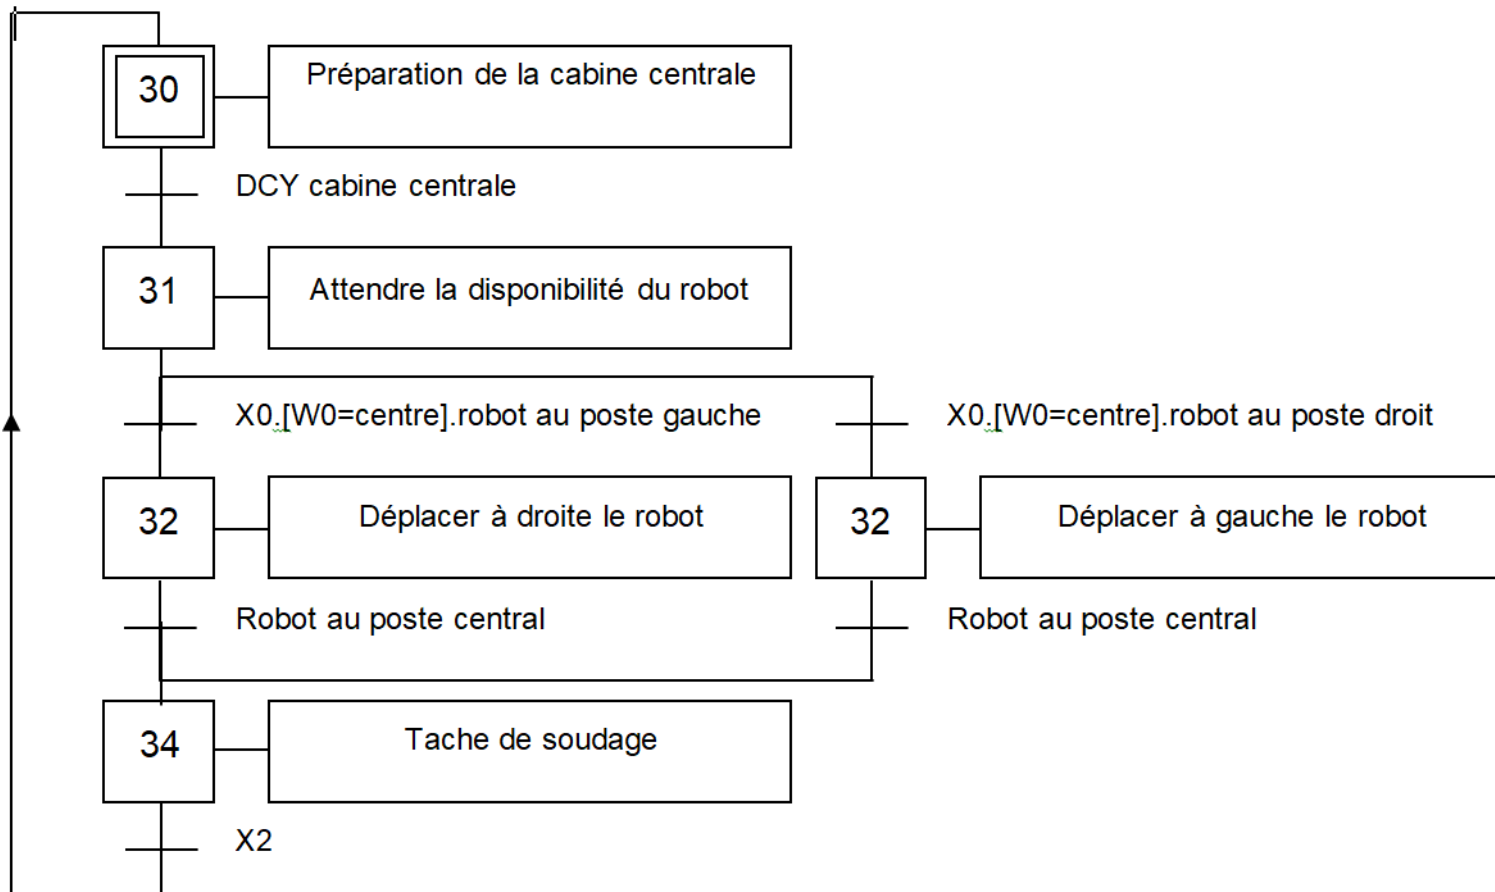 30
Préparation de la cabine centrale
DCY cabine centrale
31
Attendre la disponibilité du robot
X0.[W0=centre].robot au poste gauche
X0.[W0=centre].robot au poste droit
32
Déplacer à droite le robot
32
Déplacer à gauche le robot
Robot au poste central
Robot au poste central
34
Tache de soudage
X2